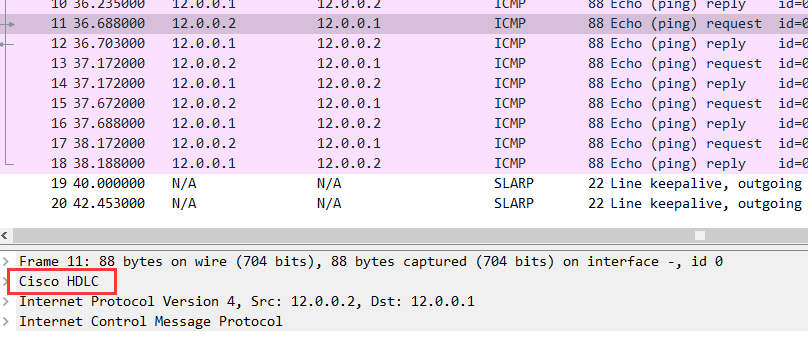 10 36.235000 12.0.0.1 12.0.0.2 ICMP 88 Echo (ping) reply id=0
11 36.688000 12.0.0.2 12.0.0.1 ICMP 88 Echo (ping) request id=0
12 36.703000 12.0.0.1 12.0.0.2 ICMP 88 Echo (ping) reply id=0
13 37.172000 12.0.0.2 12.0.0.1 ICMP 88 Echo (ping) request id=0
14 37.172000 12.0.0.1 12.0.0.2 ICMP 88 Echo (ping) reply id=0
15 37.672000 12.0.0.2 12.0.0.1 ICMP 88 Echo (ping) request id=0
16 37.688000 12.0.0.1 12.0.0.2 ICMP 88 Echo (ping) reply id=0
17 38.172000 12.0.0.2 12.0.0.1 ICMP 88 Echo (ping) request id=0
18 38.188000 12.0.0.1 12.0.0.2 ICMP 88 Echo (ping) reply id=0
19 40.000000 N/A N/A SLARP 22 Line keepalive, outgoing
20 42.453000 N/A N/A SLARP 22 Line keepalive, outgoing
Frame 11: 88 bytes on wire (704 bits), 88 bytes captured (704 bits) on interface -, id 0
Cisco HDLC
Internet Protocol Version 4, Src: 12.0.0.2, Dst: 12.0.0.1
Internet Control Message Protocol